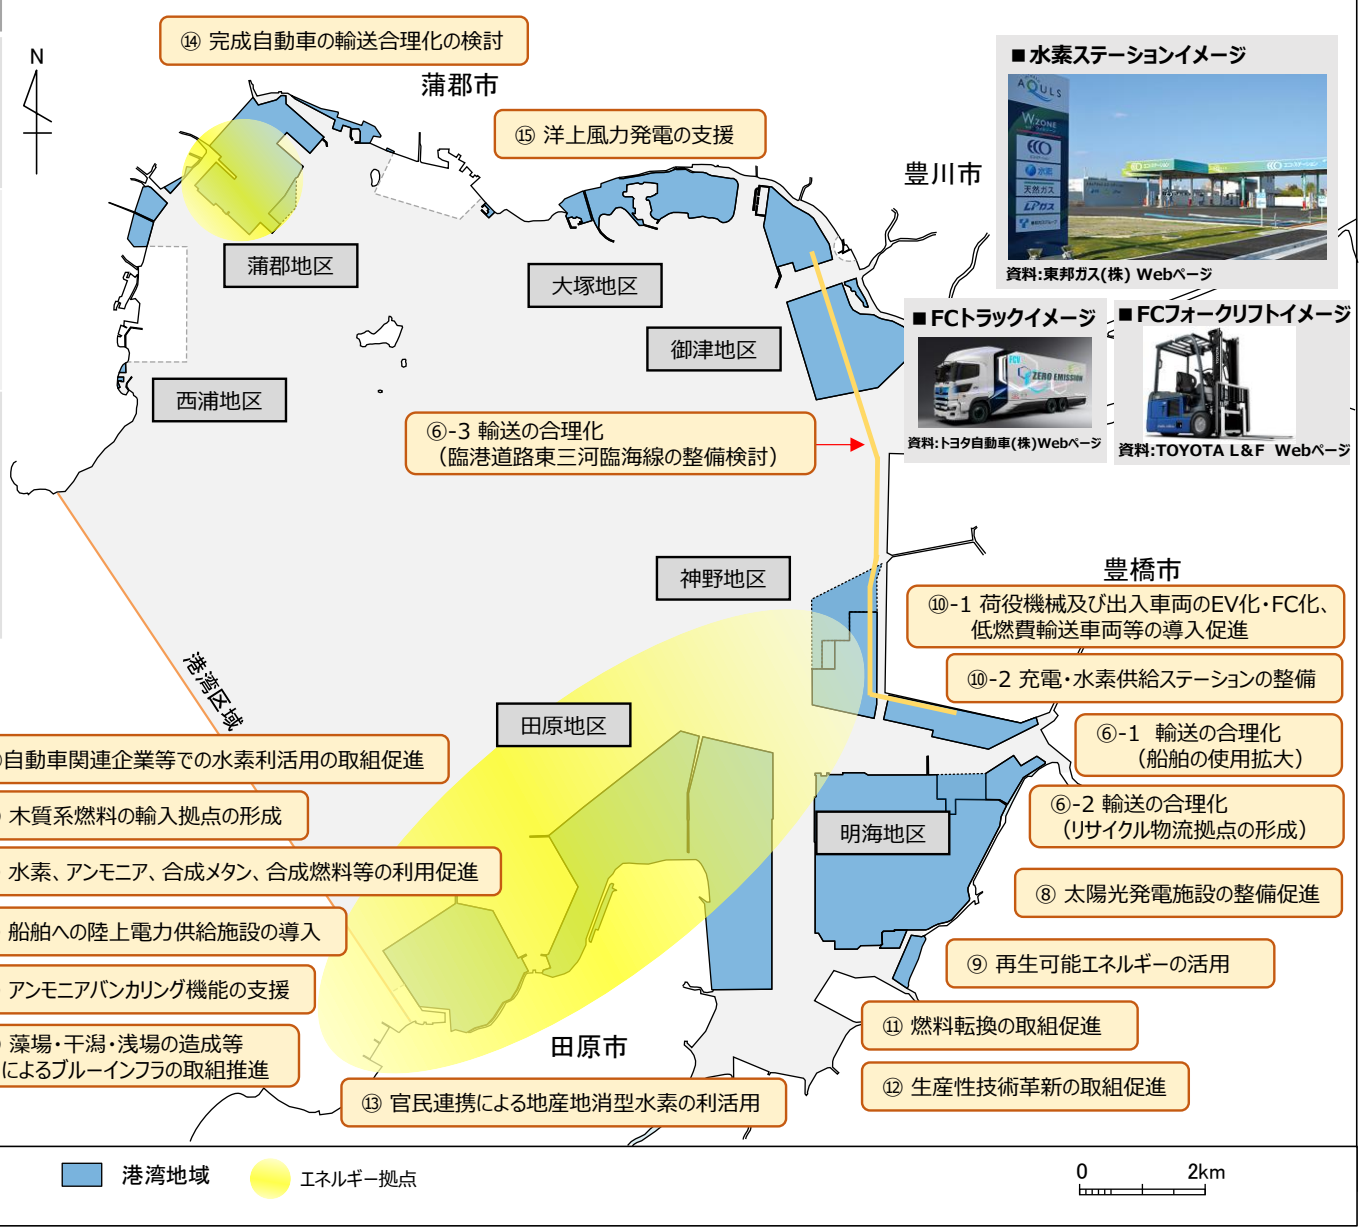 ⑭ 完成自動車の輸送合理化の検討
N
蒲郡市
⑮ 洋上風力発電の支援
豊川市
■水素ステーションイメージ
AQULS
W.ZONE
ECO
水素
天然ガス
LPガス
資料:東邦ガス(株) Webページ
蒲郡地区
大塚地区
御津地区
西浦地区
■FCトラックイメージ
FCV
ZERO EMISSION
資料:トヨタ自動車(株)Webページ
■FCフォークリフトイメージ
資料:TOYOTA L&F Webページ
⑥-3 輸送の合理化
(臨港道路東三河臨海線の整備検討)
神野地区
豊橋市
⑩-1 荷役機械及び出入車両のEV化・FC化、
低燃費輸送車両等の導入促進
⑩-2 充電・水素供給ステーションの整備
港湾区域
田原地区
⑥-1 輸送の合理化
(船舶の使用拡大)
自動車関連企業等での水素利活用の取組促進
木質系燃料の輸入拠点の形成
⑥-2 輸送の合理化
(リサイクル物流拠点の形成)
明海地区
水素、アンモニア、合成メタン、合成燃料等の利用促進
⑧ 太陽光発電施設の整備促進
船舶への陸上電力供給施設の導入
⑨ 再生可能エネルギーの活用
アンモニアバンカリング機能の支援
⑪ 燃料転換の取組促進
藻場・干潟・浅場の造成等
によるブルーインフラの取組推進
田原市
⑫ 生産性技術革新の取組促進
⑬ 官民連携による地産地消型水素の利活用
港湾地域
エネルギー拠点
0 2km